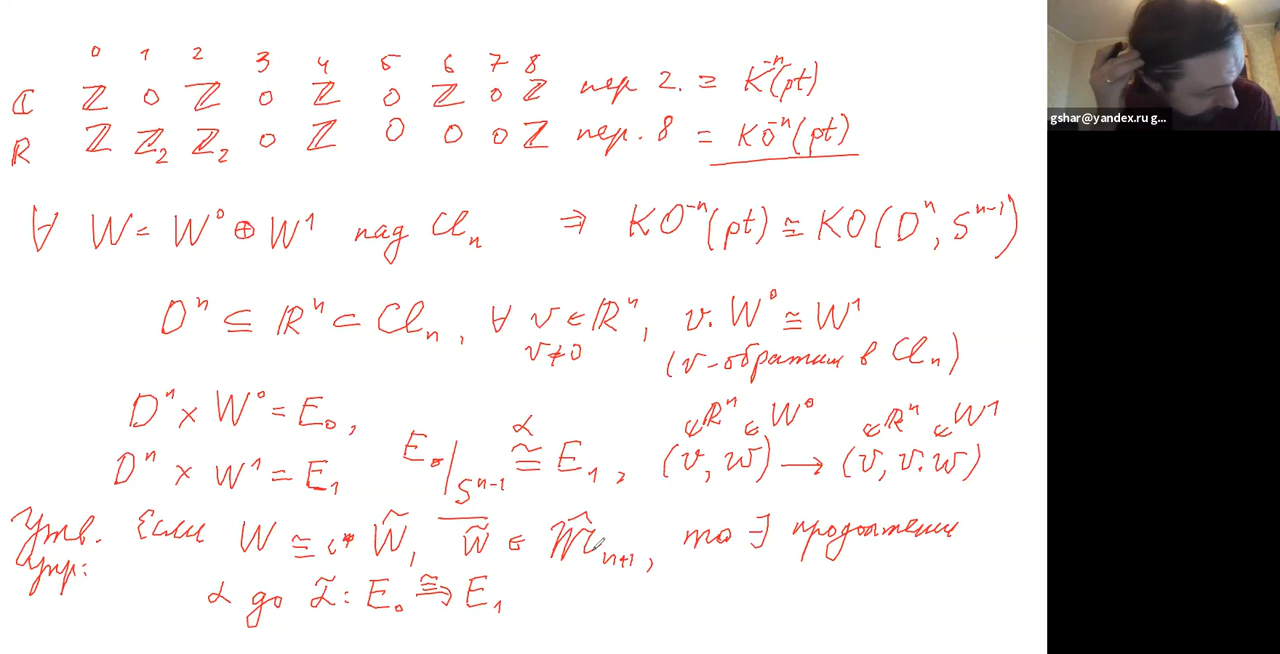 0 1 2 3 4 5 6 7 8
ℂ ℤ 0 ℤ 0 ℤ 0 ℤ 0 ℤ пер 2. ≅ K⁻ⁿ(pt)
ℝ ℤ ℤ₂ ℤ₂ 0 ℤ 0 0 0 ℤ пер. 8 = KO⁻ⁿ(pt)
gshar@yandex.ru g...
∀ W = W⁰ ⊕ W¹ над Clₙ ⇒ KO⁻ⁿ(pt) ≅ KO(Dⁿ, Sⁿ⁻¹)
Dⁿ ⊆ ℝⁿ ⊂ Clₙ, ∀ v ∈ ℝⁿ, v·W⁰ ≅ W¹
v≠0 (v-обратим в Clₙ)
Dⁿ × W⁰ = E₀,
∈ℝⁿ ∈W⁰ ∈ℝⁿ ∈W¹
E₀/Sⁿ⁻¹ ≅ᵅ E₁, (v, w) → (v, v·w)
Dⁿ × W¹ = E₁
Утв. Если W ≅ i* W̃, W̃ ∈ M̂ₙ₊₁, то ∃ продолжение
Упр: α до α̃: E₀ ⥲ E₁